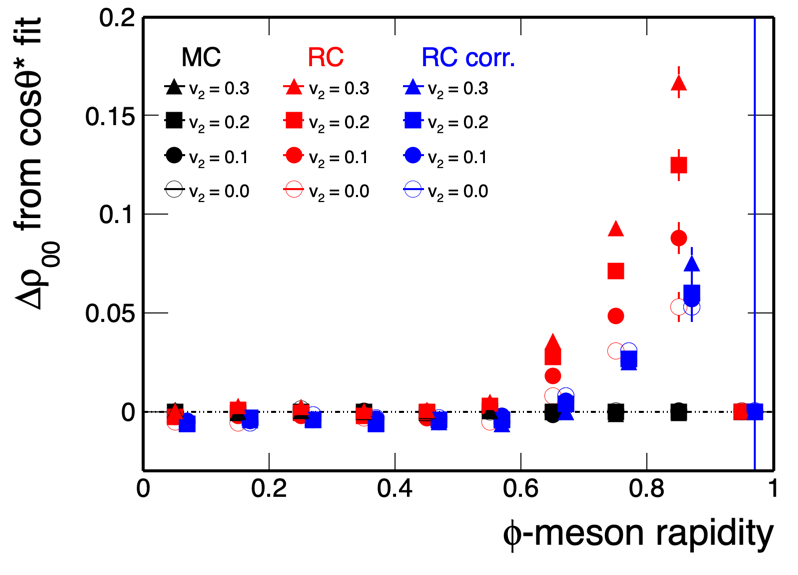 0.2
0.15
0.1
0.05
0
Δρ₀₀ from cosθ* fit
MC RC RC corr.
v₂ = 0.3 v₂ = 0.3 v₂ = 0.3
v₂ = 0.2 v₂ = 0.2 v₂ = 0.2
v₂ = 0.1 v₂ = 0.1 v₂ = 0.1
v₂ = 0.0 v₂ = 0.0 v₂ = 0.0
0 0.2 0.4 0.6 0.8 1
ϕ-meson rapidity